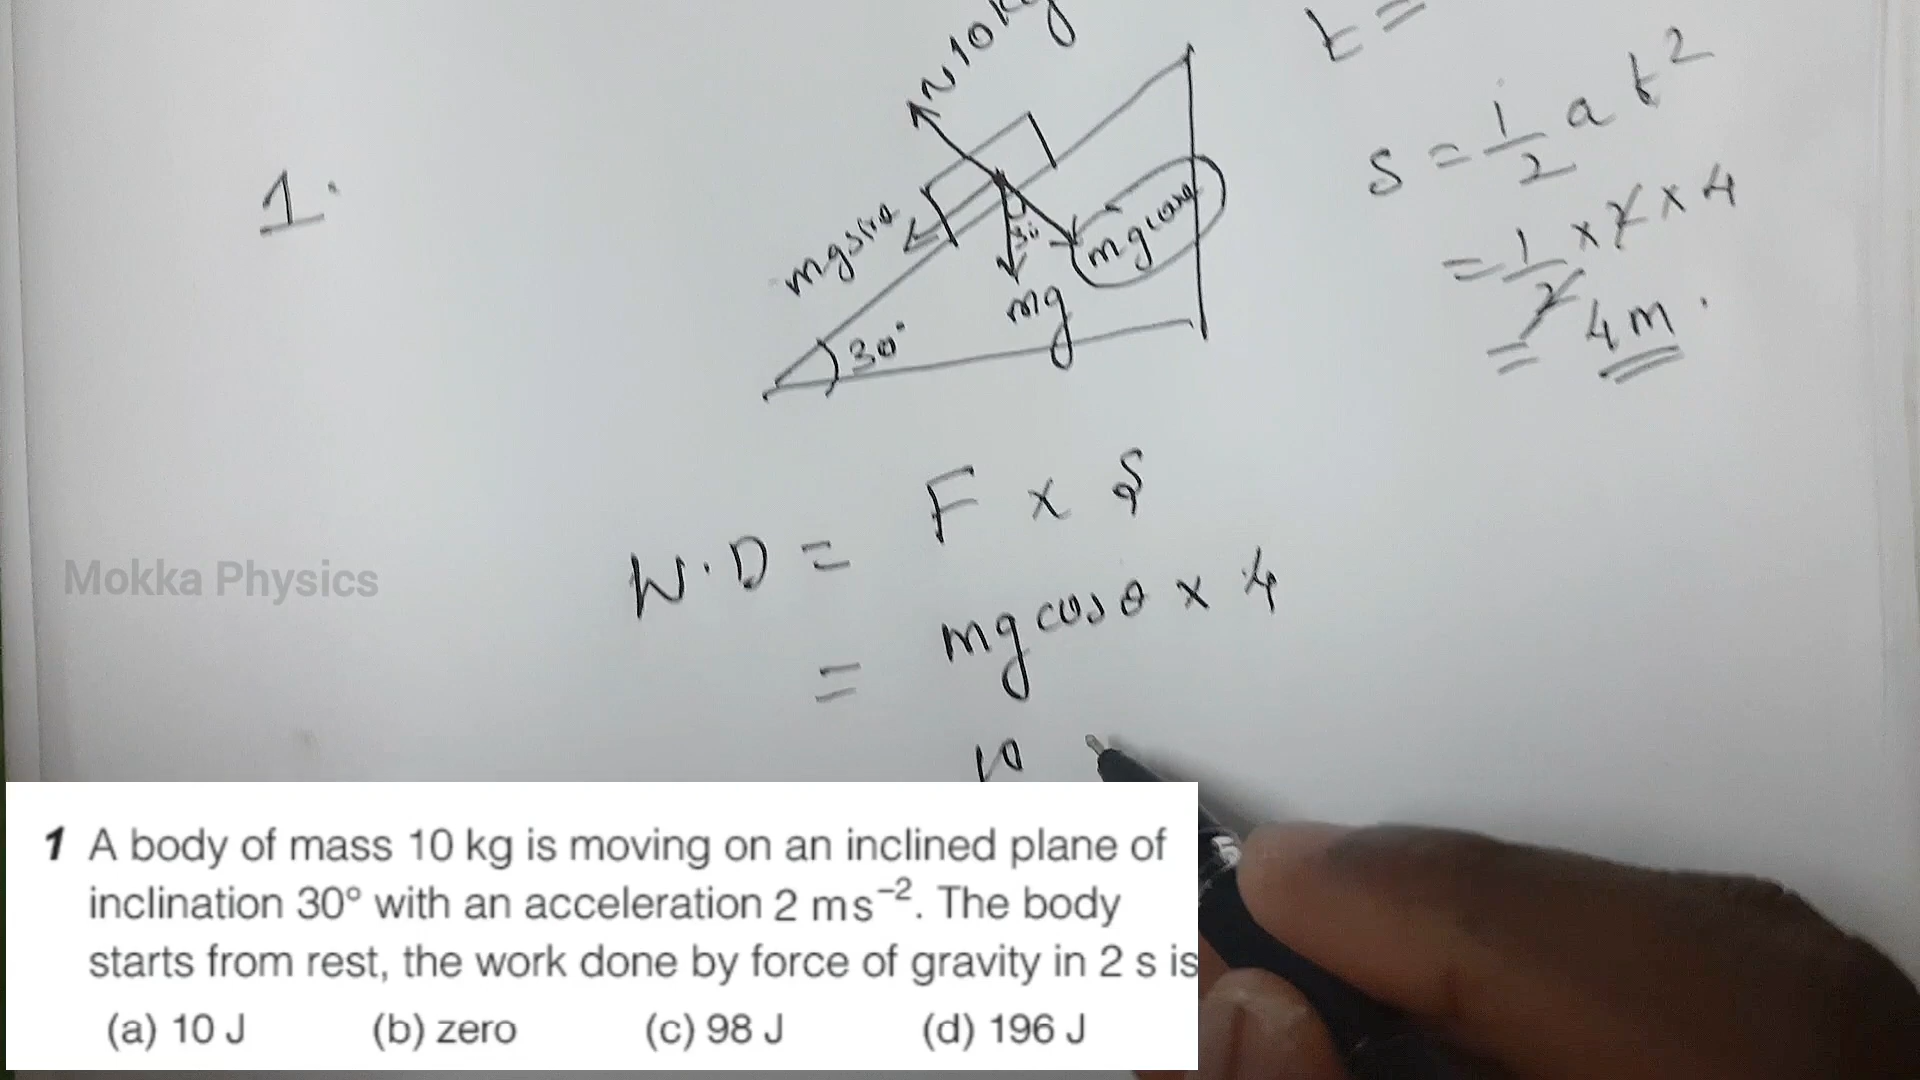 1.
N
10 kg
t =
s = 1/2 a t²
= 1/2 × 2 × 4
= 4 m.
mg sinθ
30
mg cosθ
mg
30°
W.D = F × S
= mg cosθ × 4
10
Mokka Physics
1 A body of mass 10 kg is moving on an inclined plane of
inclination 30° with an acceleration 2 ms⁻². The body
starts from rest, the work done by force of gravity in 2 s is
(a) 10 J (b) zero (c) 98 J (d) 196 J